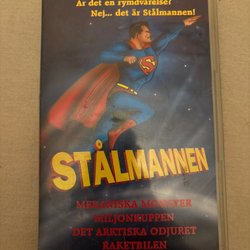 Är det en rymdvarelse?
Nej... det är Stålmannen!
S
STÅLMANNEN
MEKANISKA MONSTER
MILJONKUPPEN
DET ARKTISKA ODJURET
RAKETBILEN